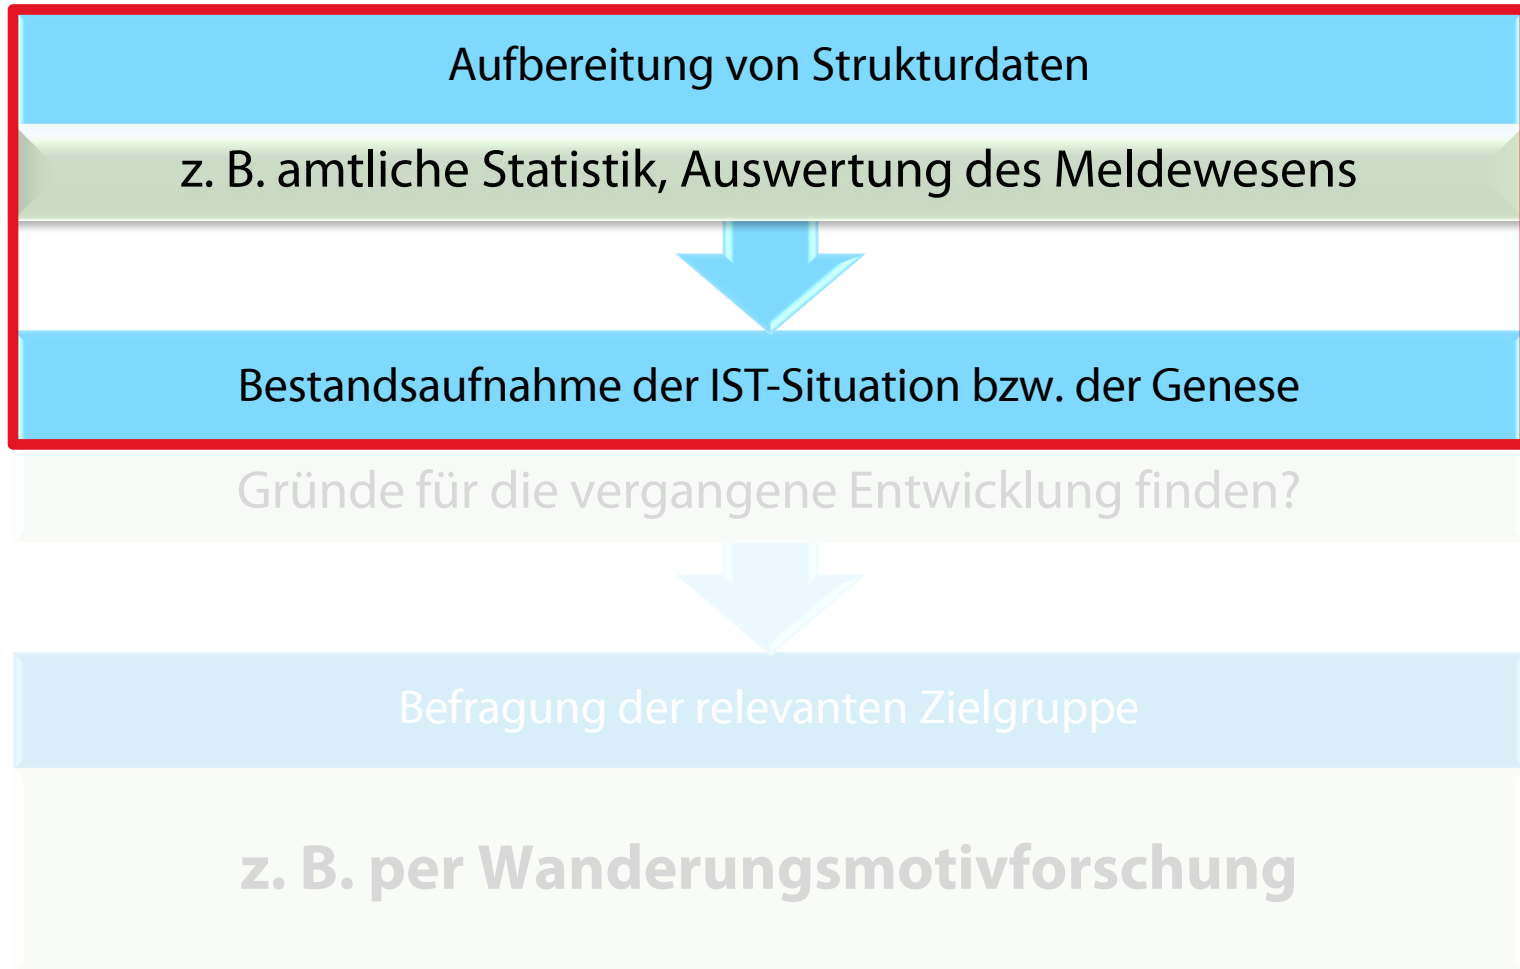 Aufbereitung von Strukturdaten
z. B. amtliche Statistik, Auswertung des Meldewesens
Bestandsaufnahme der IST-Situation bzw. der Genese
Gründe für die vergangene Entwicklung finden?
Befragung der relevanten Zielgruppe
z. B. per Wanderungsmotivforschung